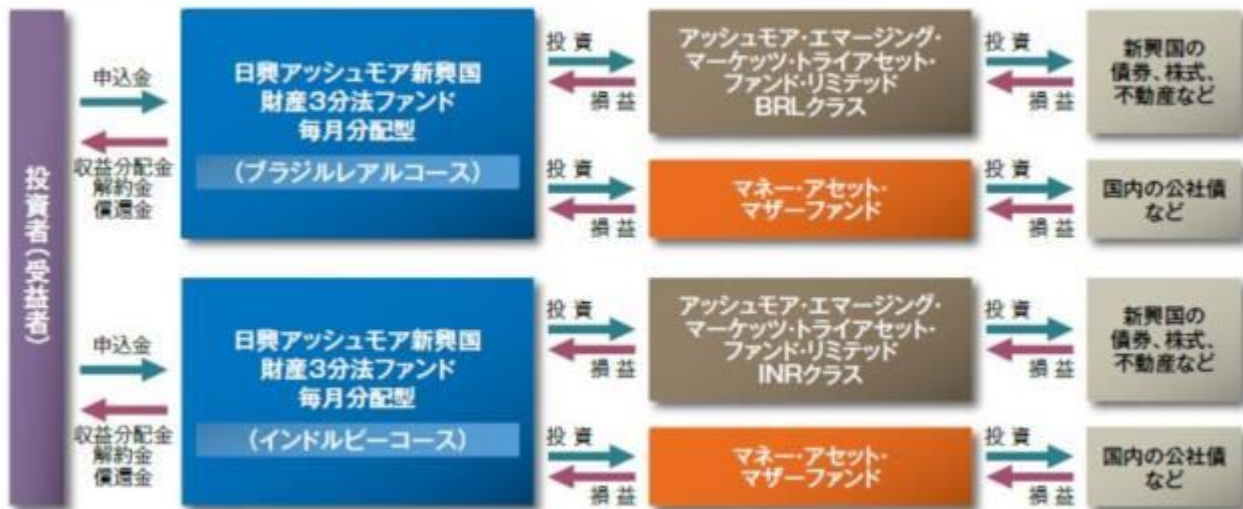 投資者(受益者)
申込金
収益分配金
解約金
償還金
日興アッシュモア新興国
財産3分法ファンド
毎月分配型
(ブラジルレアルコース)
投 資
損 益
アッシュモア・エマージング・
マーケッツ・トライアセット・
ファンド・リミテッド
BRLクラス
投 資
損 益
新興国の
債券、株式、
不動産など
投 資
損 益
マネー・アセット・
マザーファンド
投 資
損 益
国内の公社債
など
申込金
収益分配金
解約金
償還金
日興アッシュモア新興国
財産3分法ファンド
毎月分配型
(インドルピーコース)
投 資
損 益
アッシュモア・エマージング・
マーケッツ・トライアセット・
ファンド・リミテッド
INRクラス
投 資
損 益
新興国の
債券、株式、
不動産など
投 資
損 益
マネー・アセット・
マザーファンド
投 資
損 益
国内の公社債
など